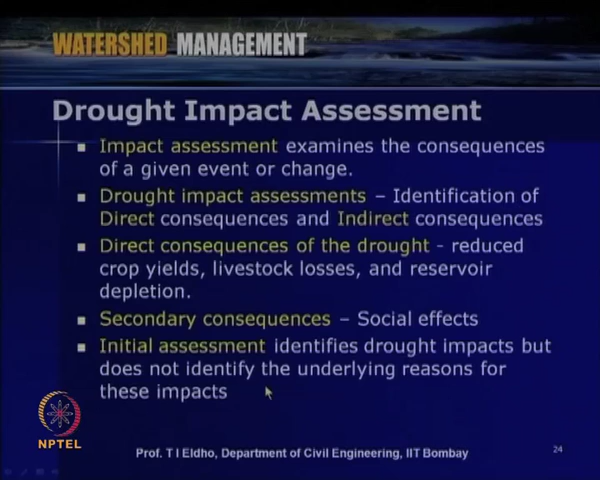 WATERSHED MANAGEMENT
Drought Impact Assessment
Impact assessment examines the consequences
of a given event or change.
Drought impact assessments – Identification of
Direct consequences and Indirect consequences
Direct consequences of the drought - reduced
crop yields, livestock losses, and reservoir
depletion.
Secondary consequences – Social effects
Initial assessment identifies drought impacts but
does not identify the underlying reasons for
these impacts
NPTEL
Prof. T I Eldho, Department of Civil Engineering, IIT Bombay
24